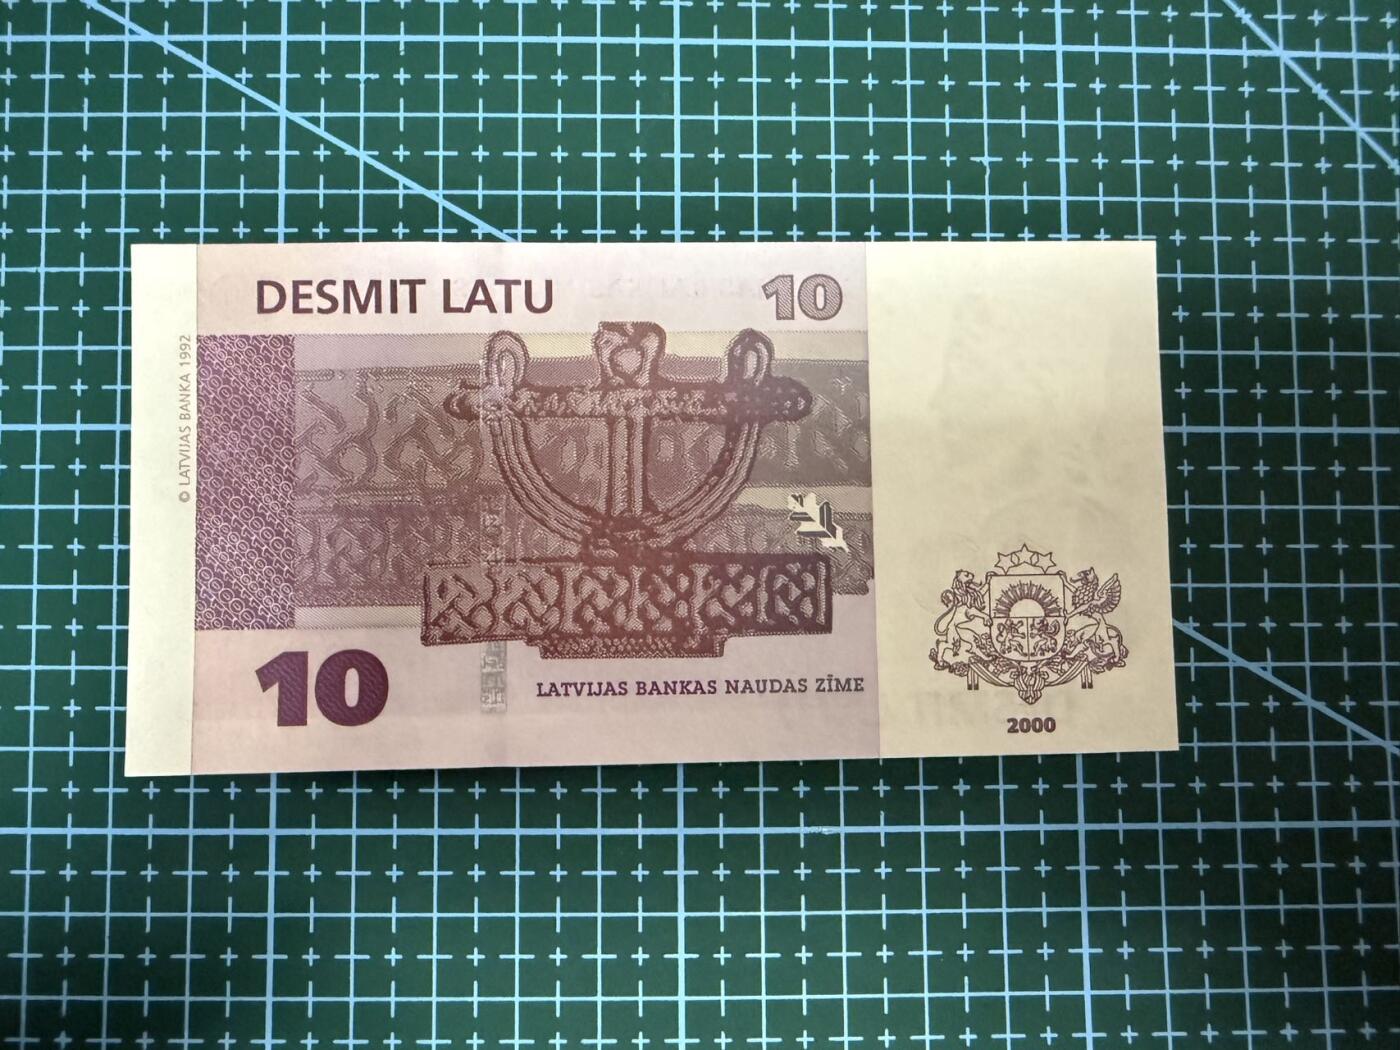 DESMIT LATU
10
© LATVIJAS BANKA 1992
10
LATVIJAS BANKAS NAUDAS ZĪME
2000